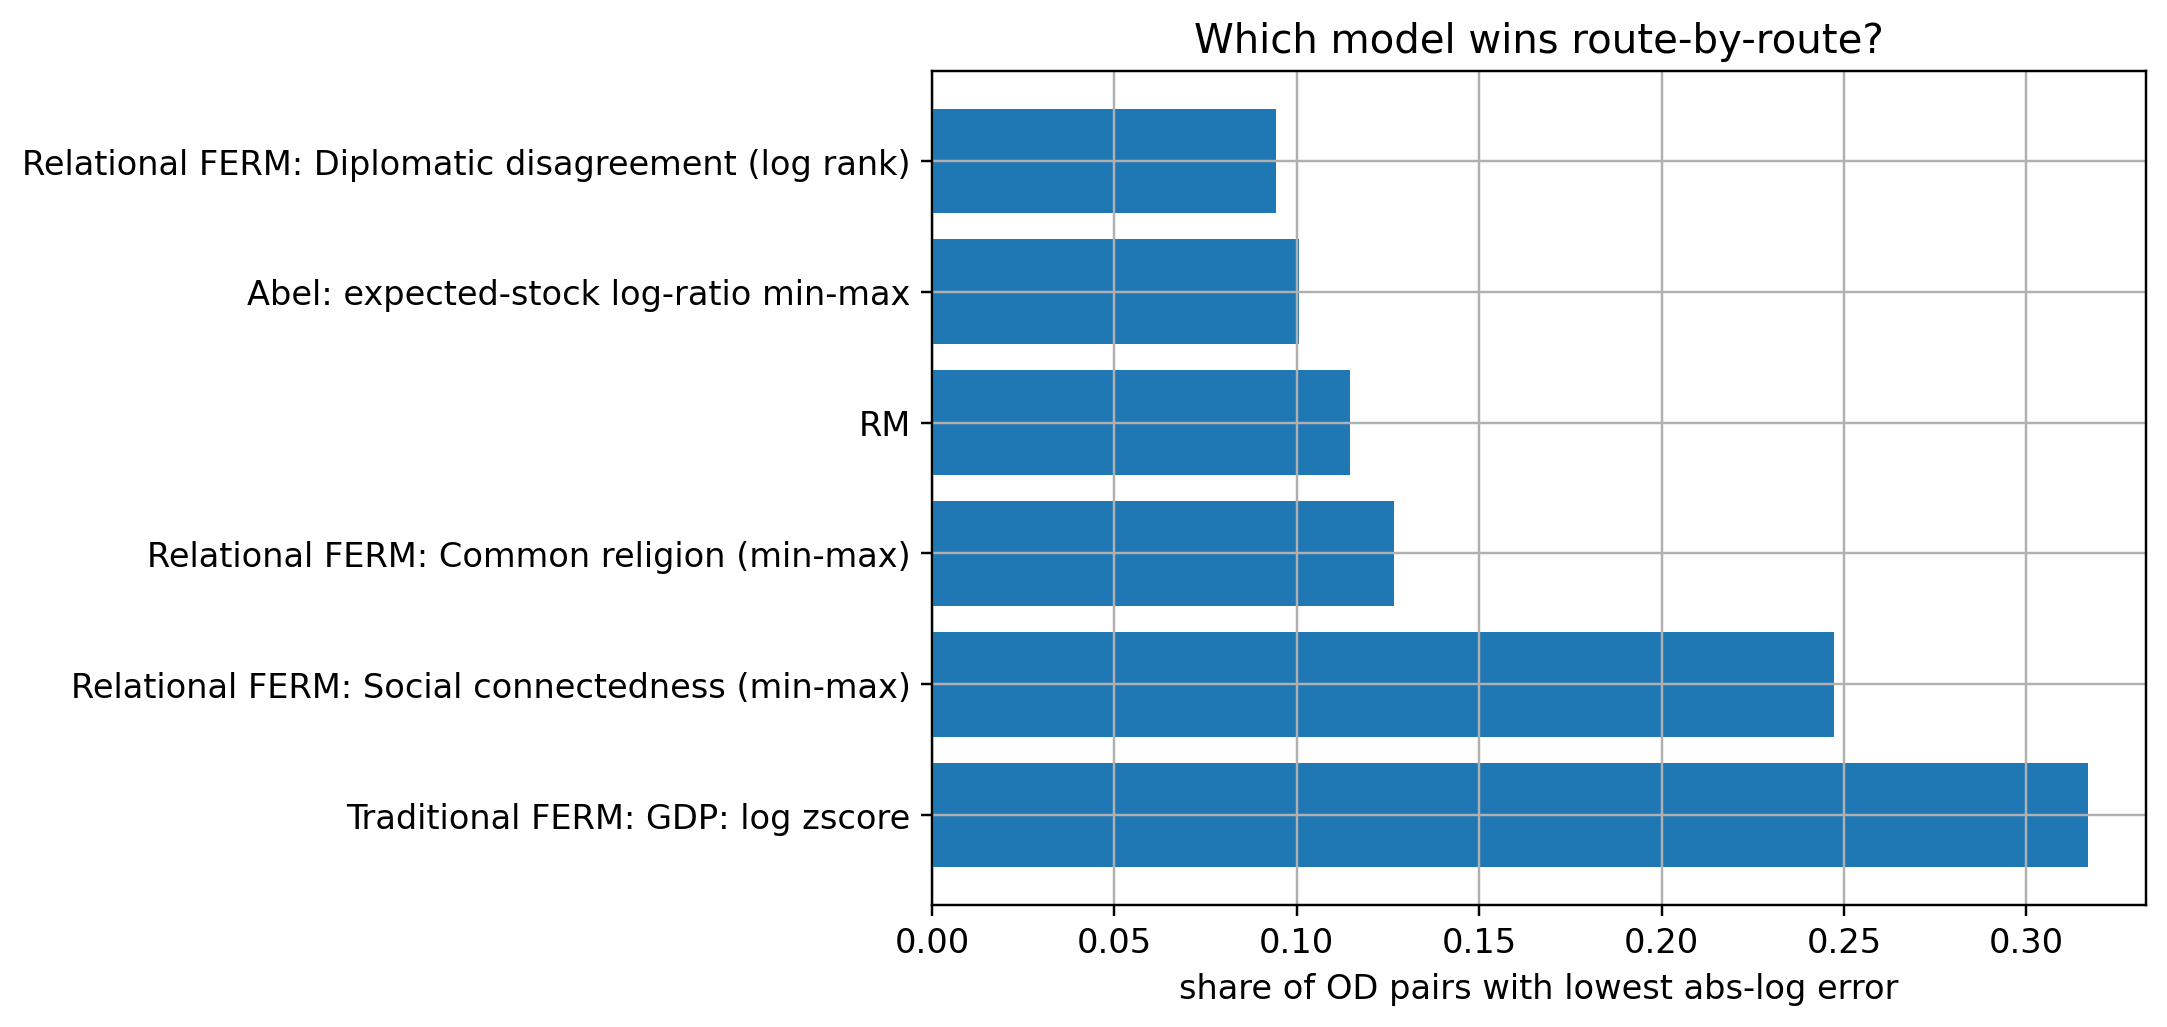 Which model wins route-by-route?
Relational FERM: Diplomatic disagreement (log rank)
Abel: expected-stock log-ratio min-max
RM
Relational FERM: Common religion (min-max)
Relational FERM: Social connectedness (min-max)
Traditional FERM: GDP: log zscore
0.00 0.05 0.10 0.15 0.20 0.25 0.30
share of OD pairs with lowest abs-log error